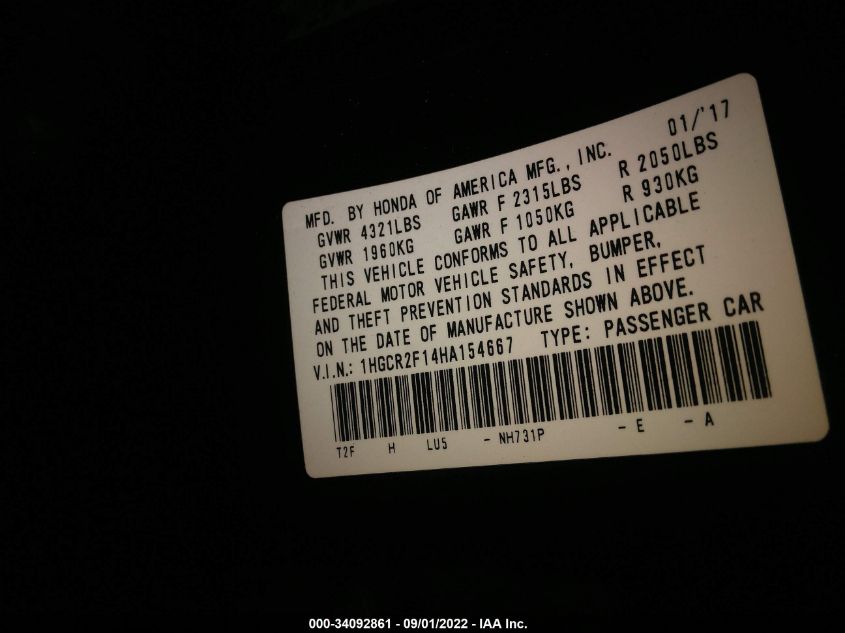 01/'17
MFD. BY HONDA OF AMERICA MFG., INC.
GVWR 4321LBS GAWR F 2315LBS R 2050LBS
GVWR 1960KG GAWR F 1050KG R 930KG
THIS VEHICLE CONFORMS TO ALL APPLICABLE
FEDERAL MOTOR VEHICLE SAFETY, BUMPER,
AND THEFT PREVENTION STANDARDS IN EFFECT
ON THE DATE OF MANUFACTURE SHOWN ABOVE.
V.I.N.: 1HGCR2F14HA154667 TYPE: PASSENGER CAR
T2F H LU5 - NH731P - E - A
000-34092861 - 09/01/2022 - IAA Inc.